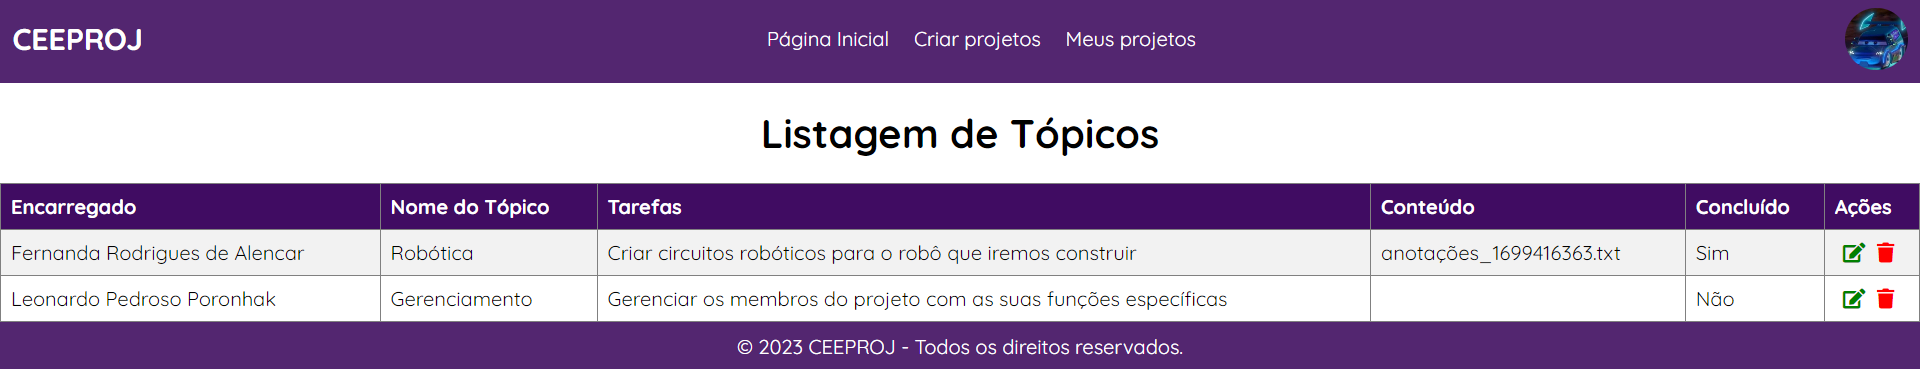 CEEPROJ Página Inicial Criar projetos Meus projetos
Listagem de Tópicos
Encarregado Nome do Tópico Tarefas Conteúdo Concluído Ações
Fernanda Rodrigues de Alencar Robótica Criar circuitos robóticos para o robô que iremos construir anotações_1699416363.txt Sim
Leonardo Pedroso Poronhak Gerenciamento Gerenciar os membros do projeto com as suas funções específicas Não
© 2023 CEEPROJ - Todos os direitos reservados.